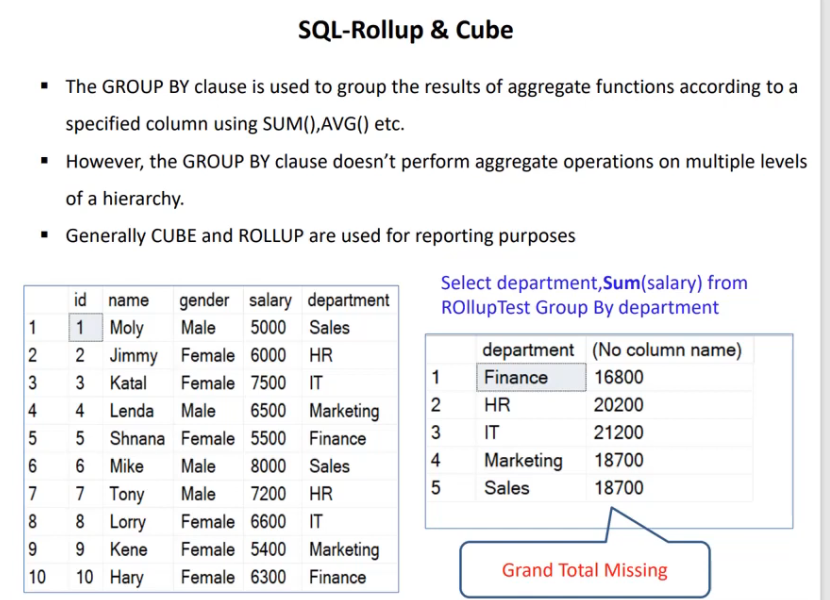 SQL-Rollup & Cube
▪ The GROUP BY clause is used to group the results of aggregate functions according to a
specified column using SUM(),AVG() etc.
▪ However, the GROUP BY clause doesn’t perform aggregate operations on multiple levels
of a hierarchy.
▪ Generally CUBE and ROLLUP are used for reporting purposes
id name gender salary department
1 1 Moly Male 5000 Sales
2 2 Jimmy Female 6000 HR
3 3 Katal Female 7500 IT
4 4 Lenda Male 6500 Marketing
5 5 Shnana Female 5500 Finance
6 6 Mike Male 8000 Sales
7 7 Tony Male 7200 HR
8 8 Lorry Female 6600 IT
9 9 Kene Female 5400 Marketing
10 10 Hary Female 6300 Finance
Select department,Sum(salary) from
ROllupTest Group By department
department (No column name)
1 Finance 16800
2 HR 20200
3 IT 21200
4 Marketing 18700
5 Sales 18700
Grand Total Missing